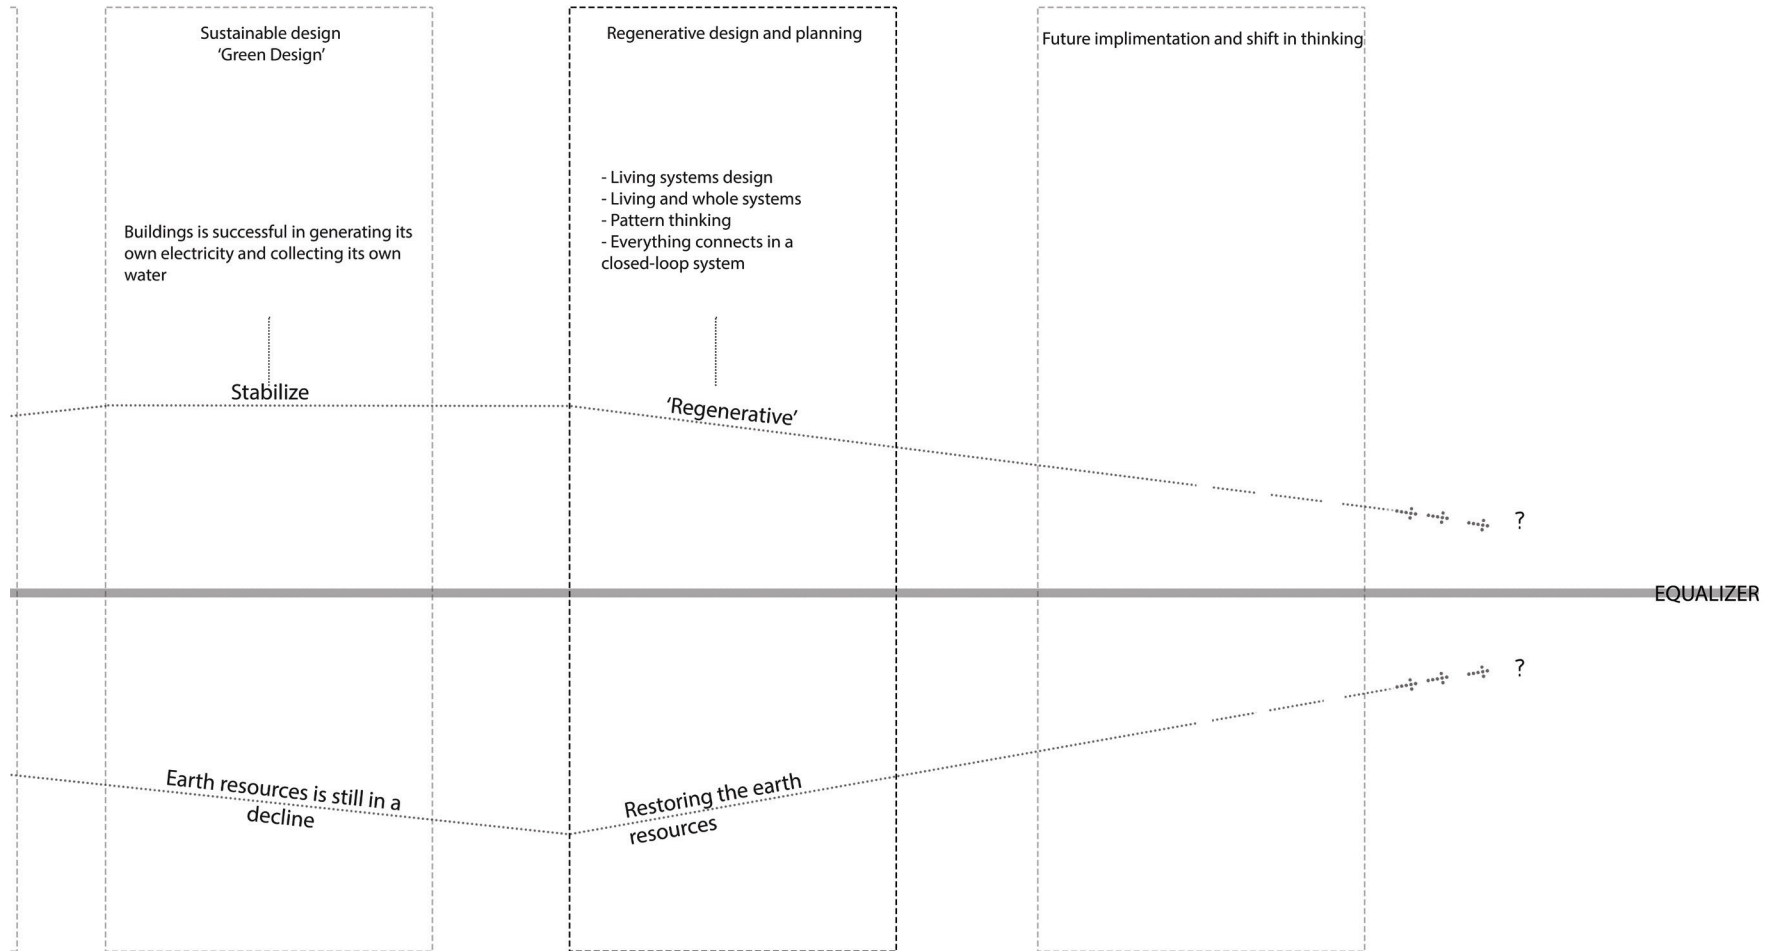 Sustainable design
‘Green Design’
Regenerative design and planning
Future implimentation and shift in thinking
Buildings is successful in generating its
own electricity and collecting its own
water
- Living systems design
- Living and whole systems
- Pattern thinking
- Everything connects in a
closed-loop system
Stabilize
‘Regenerative’
?
EQUALIZER
?
Earth resources is still in a
decline
Restoring the earth
resources